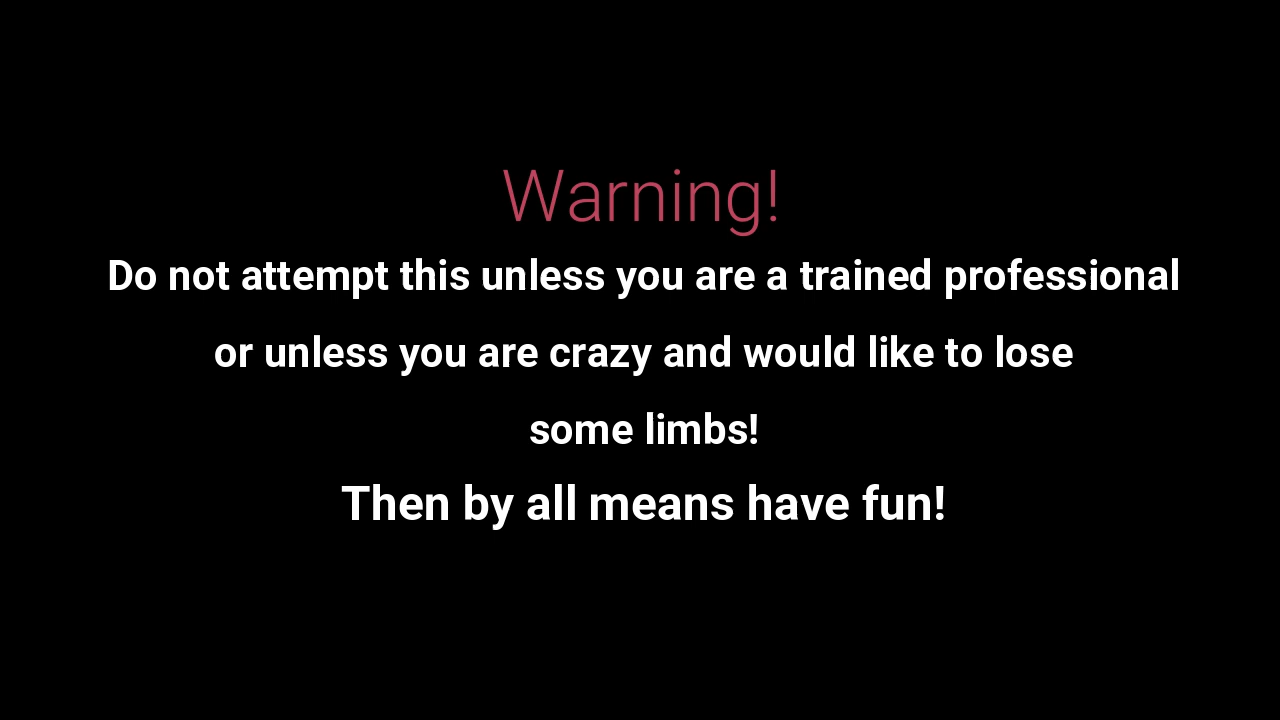 Warning!
Do not attempt this unless you are a trained professional
or unless you are crazy and would like to lose
some limbs!
Then by all means have fun!